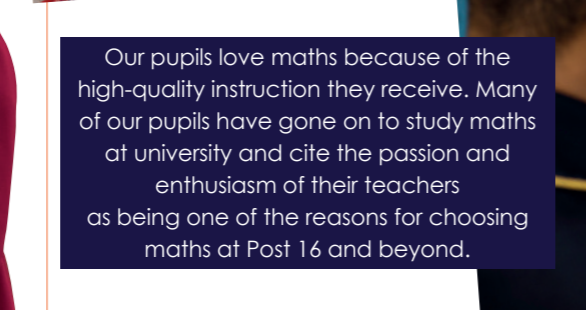 Our pupils love maths because of the
high-quality instruction they receive. Many
of our pupils have gone on to study maths
at university and cite the passion and
enthusiasm of their teachers
as being one of the reasons for choosing
maths at Post 16 and beyond.